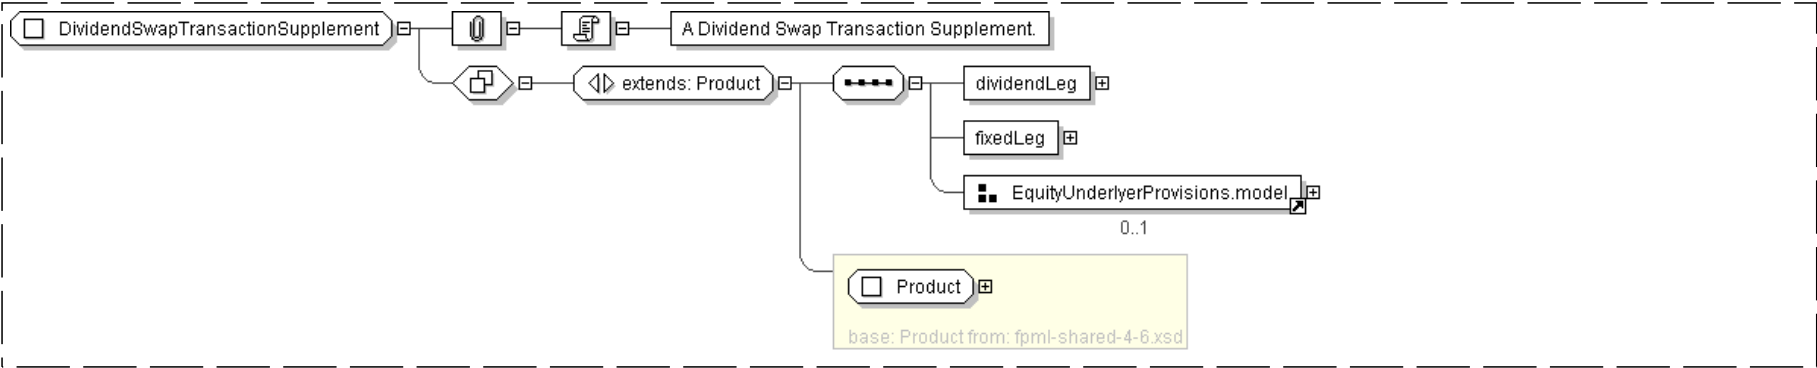 DividendSwapTransactionSupplement
A Dividend Swap Transaction Supplement.
extends: Product
dividendLeg
fixedLeg
EquityUnderlyerProvisions.model
0..1
Product
base: Product from: fpml-shared-4-6.xsd